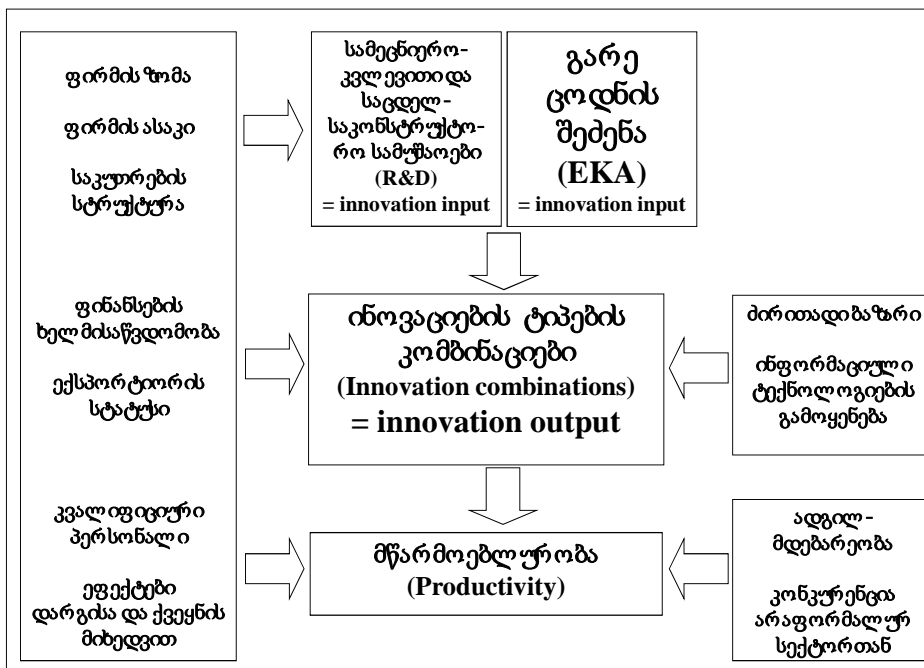 ფირმის ზომა
ფირმის ასაკი
საკუთრების
სტრუქტურა
ფინანსების
ხელმისაწვდომობა
ექსპორტიორის
სტატუსი
კვალიფიციური
პერსონალი
ეფექტები
დარგისა და ქვეყნის
მიხედვით
სამეცნიერო-
კვლევითი და
საცდელ-
საკონსტრუქტო-
რო სამუშაოები
(R&D)
= innovation input
გარე
ცოდნის
შეძენა
(EKA)
= innovation input
ინოვაციების ტიპების
კომბინაციები
(Innovation combinations)
= innovation output
მწარმოებლურობა
(Productivity)
ძირითადი ბაზარი
ინფორმაციული
ტექნოლოგიების
გამოყენება
ადგილ-
მდებარეობა
კონკურენცია
არაფორმალურ
სექტორთან